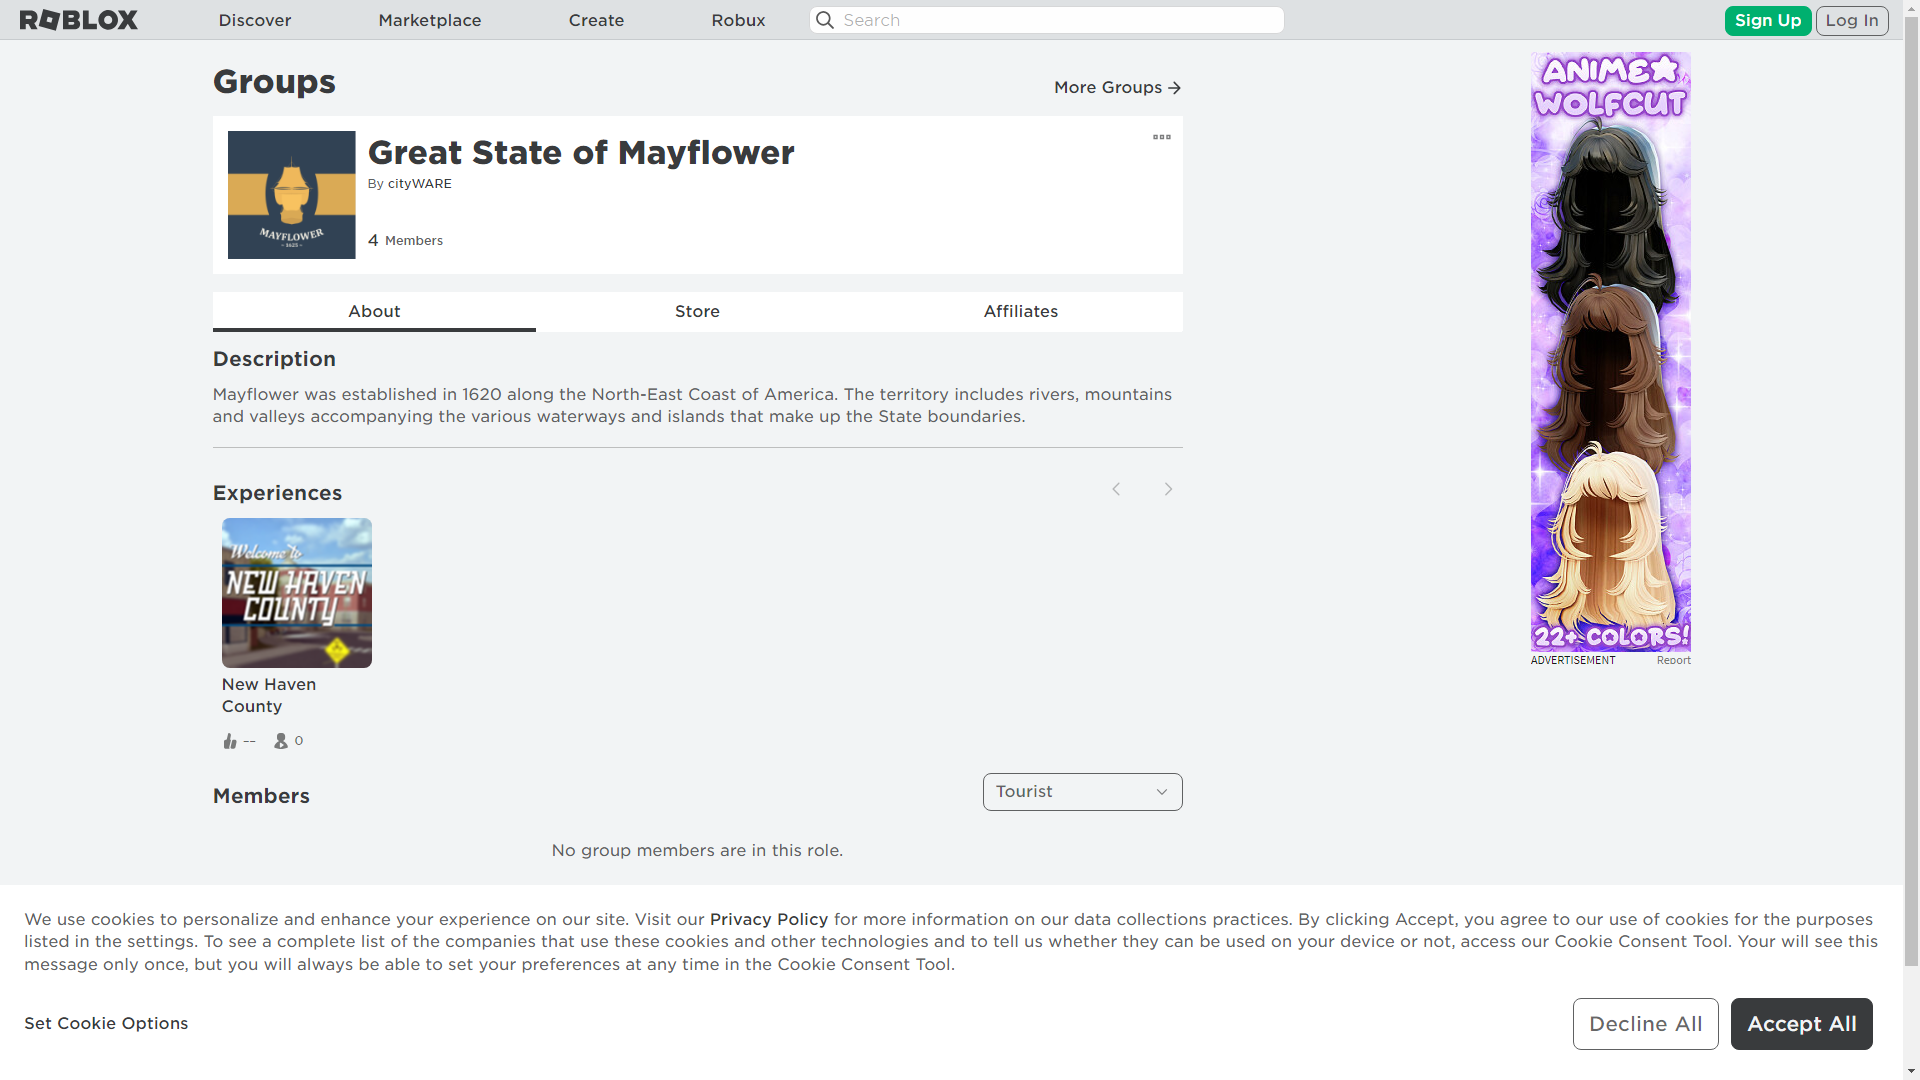 ROBLOX
Discover
Marketplace
Create
Robux
Search
Sign Up
Log In
Groups
More Groups
Great State of Mayflower
By cityWARE
4 Members
MAYFLOWER
About
Store
Affiliates
Description
Mayflower was established in 1620 along the North-East Coast of America. The territory includes rivers, mountains
and valleys accompanying the various waterways and islands that make up the State boundaries.
Experiences
Welcome to
NEW HAVEN
COUNTY
New Haven
County
--
0
Members
Tourist
No group members are in this role.
ANIME
WOLFCUT
22+ COLORS!
ADVERTISEMENT
Report
We use cookies to personalize and enhance your experience on our site. Visit our Privacy Policy for more information on our data collections practices. By clicking Accept, you agree to our use of cookies for the purposes
listed in the settings. To see a complete list of the companies that use these cookies and other technologies and to tell us whether they can be used on your device or not, access our Cookie Consent Tool. Your will see this
message only once, but you will always be able to set your preferences at any time in the Cookie Consent Tool.
Set Cookie Options
Decline All
Accept All